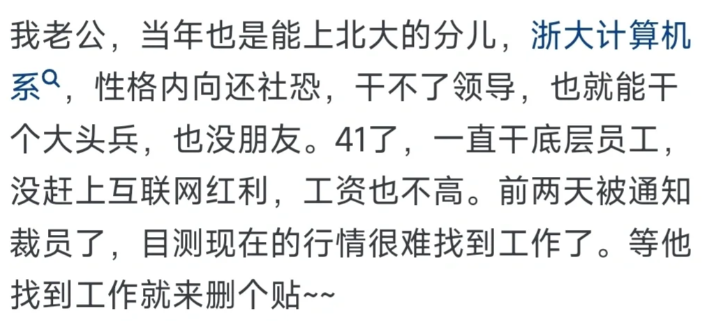 我老公，当年也是能上北大的分儿，浙大计算机
系，性格内向还社恐，干不了领导，也就能干
个大头兵，也没朋友。41了，一直干底层员工，
没赶上互联网红利，工资也不高。前两天被通知
裁员了，目测现在的行情很难找到工作了。等他
找到工作就来删个贴~~